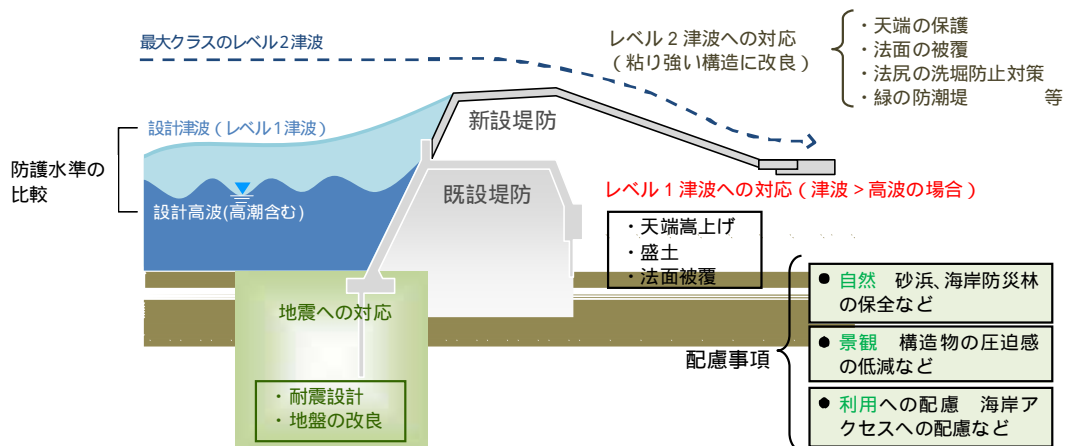 最大クラスのレベル2津波
レベル2津波への対応
(粘り強い構造に改良)
・天端の保護
・法面の被覆
・法尻の洗堀防止対策
・緑の防潮堤 等
新設堤防
設計津波(レベル1津波)
防護水準の
比較
既設堤防
設計高波(高潮含む)
レベル1津波への対応(津波>高波の場合)
・天端嵩上げ
・盛土
・法面被覆
地震への対応
・耐震設計
・地盤の改良
配慮事項
● 自然 砂浜、海岸防災林
の保全など
● 景観 構造物の圧迫感
の低減など
● 利用への配慮 海岸ア
クセスへの配慮など